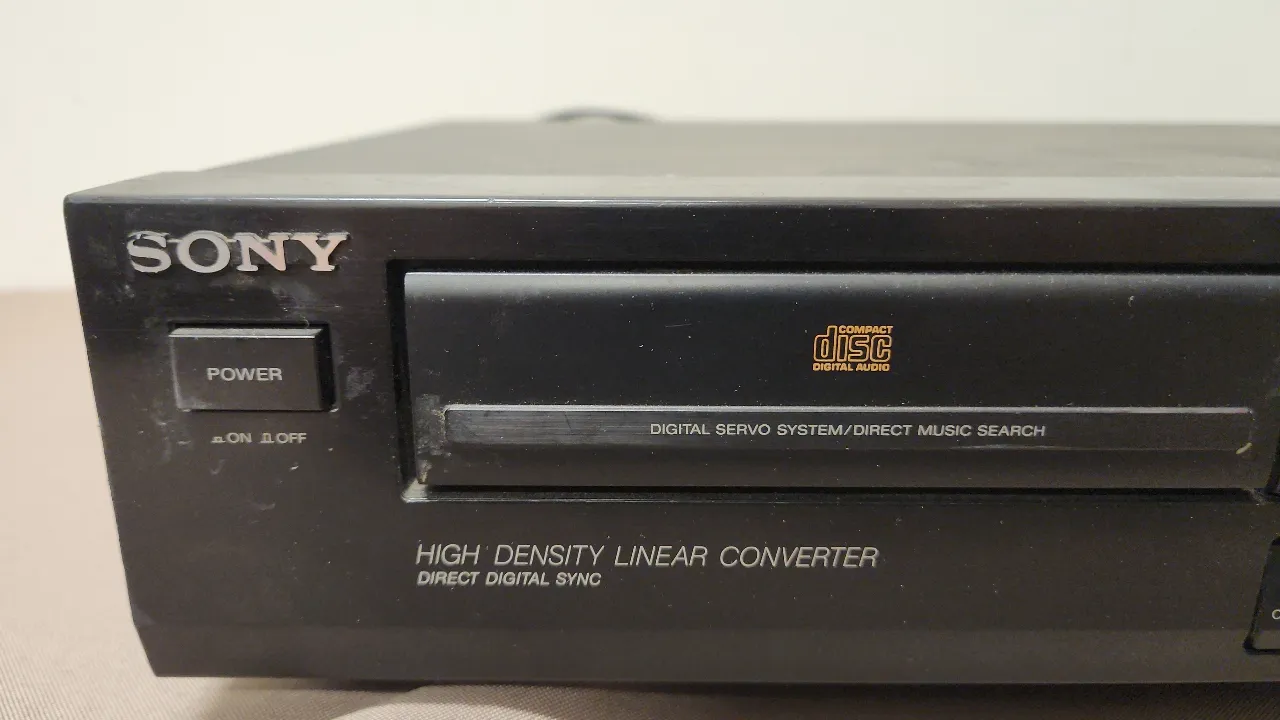 SONY
POWER
ON OFF
COMPACT
disc
DIGITAL AUDIO
DIGITAL SERVO SYSTEM/DIRECT MUSIC SEARCH
HIGH DENSITY LINEAR CONVERTER
DIRECT DIGITAL SYNC